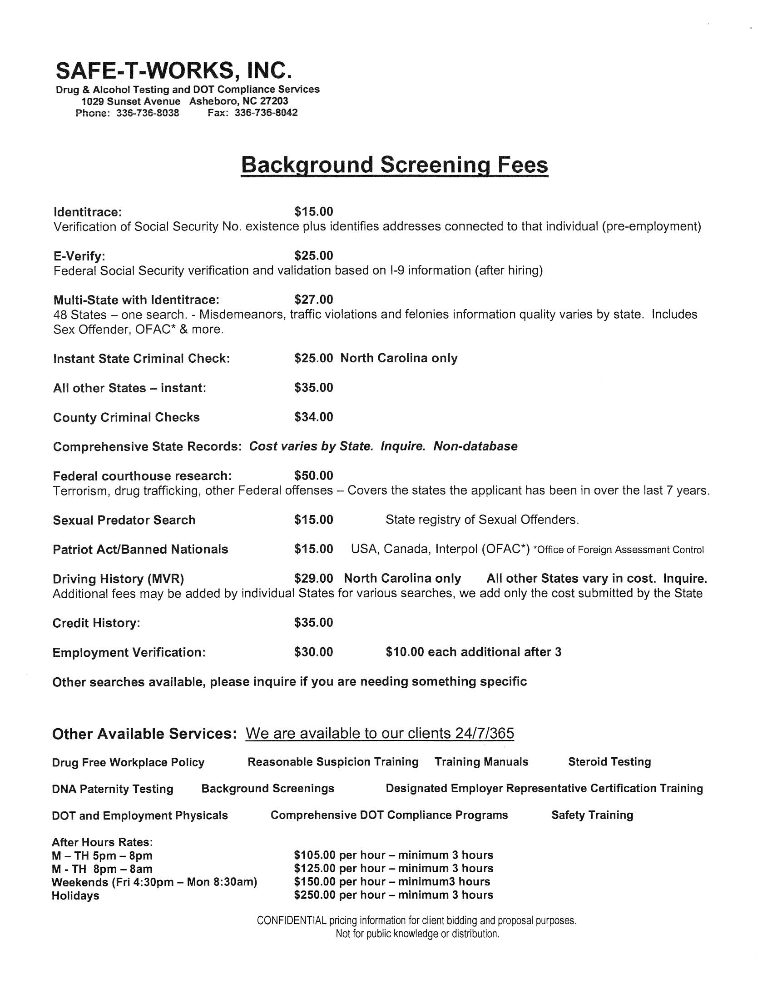 SAFE-T-WORKS, INC.
Drug & Alcohol Testing and DOT Compliance Services
1029 Sunset Avenue Asheboro, NC 27203
Phone: 336-736-8038 Fax: 336-736-8042
Background Screening Fees
Identitrace: $15.00
Verification of Social Security No. existence plus identifies addresses connected to that individual (pre-employment)
E-Verify: $25.00
Federal Social Security verification and validation based on I-9 information (after hiring)
Multi-State with Identitrace: $27.00
48 States – one search. - Misdemeanors, traffic violations and felonies information quality varies by state. Includes
Sex Offender, OFAC* & more.
Instant State Criminal Check: $25.00 North Carolina only
All other States – instant: $35.00
County Criminal Checks $34.00
Comprehensive State Records: Cost varies by State. Inquire. Non-database
Federal courthouse research: $50.00
Terrorism, drug trafficking, other Federal offenses – Covers the states the applicant has been in over the last 7 years.
Sexual Predator Search $15.00 State registry of Sexual Offenders.
Patriot Act/Banned Nationals $15.00 USA, Canada, Interpol (OFAC*) *Office of Foreign Assessment Control
Driving History (MVR) $29.00 North Carolina only All other States vary in cost. Inquire.
Additional fees may be added by individual States for various searches, we add only the cost submitted by the State
Credit History: $35.00
Employment Verification: $30.00 $10.00 each additional after 3
Other searches available, please inquire if you are needing something specific
Other Available Services: We are available to our clients 24/7/365
Drug Free Workplace Policy Reasonable Suspicion Training Training Manuals Steroid Testing
DNA Paternity Testing Background Screenings Designated Employer Representative Certification Training
DOT and Employment Physicals Comprehensive DOT Compliance Programs Safety Training
After Hours Rates:
M – TH 5pm – 8pm $105.00 per hour – minimum 3 hours
M - TH 8pm – 8am $125.00 per hour – minimum 3 hours
Weekends (Fri 4:30pm – Mon 8:30am) $150.00 per hour – minimum3 hours
Holidays $250.00 per hour – minimum 3 hours
CONFIDENTIAL pricing information for client bidding and proposal purposes.
Not for public knowledge or distribution.